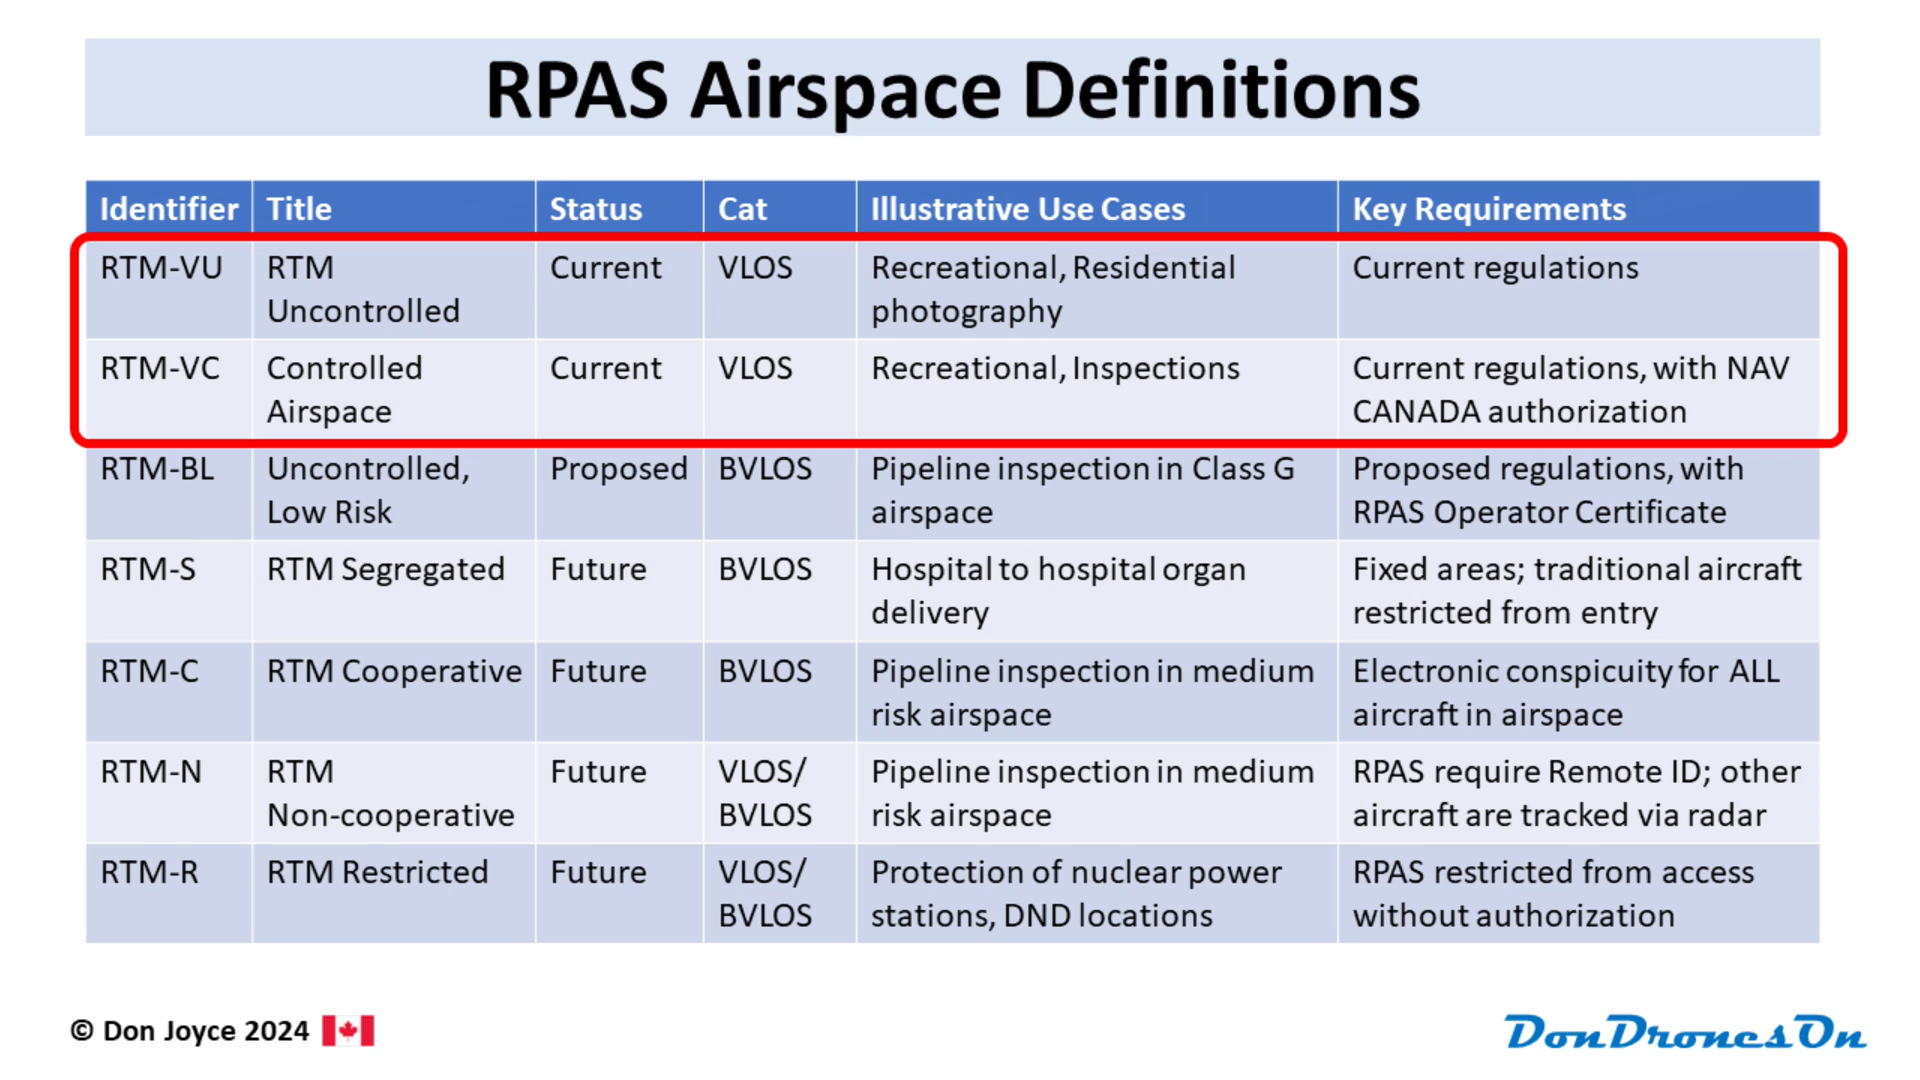 RPAS Airspace Definitions
Identifier Title Status Cat Illustrative Use Cases Key Requirements
RTM-VU RTM Current VLOS Recreational, Residential Current regulations
Uncontrolled photography
RTM-VC Controlled Current VLOS Recreational, Inspections Current regulations, with NAV
Airspace CANADA authorization
RTM-BL Uncontrolled, Proposed BVLOS Pipeline inspection in Class G Proposed regulations, with
Low Risk airspace RPAS Operator Certificate
RTM-S RTM Segregated Future BVLOS Hospital to hospital organ Fixed areas; traditional aircraft
delivery restricted from entry
RTM-C RTM Cooperative Future BVLOS Pipeline inspection in medium Electronic conspicuity for ALL
risk airspace aircraft in airspace
RTM-N RTM Future VLOS/ Pipeline inspection in medium RPAS require Remote ID; other
Non-cooperative BVLOS risk airspace aircraft are tracked via radar
RTM-R RTM Restricted Future VLOS/ Protection of nuclear power RPAS restricted from access
BVLOS stations, DND locations without authorization
© Don Joyce 2024
DonDronesOn